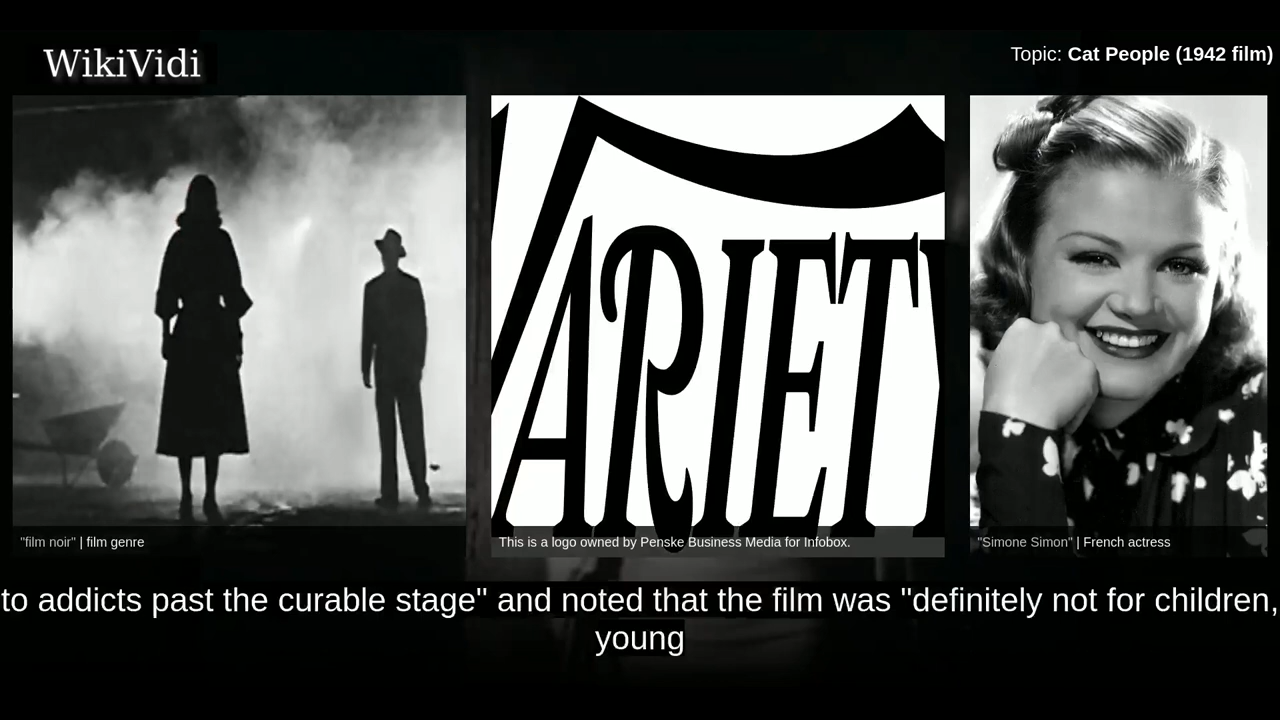 WikiVidi
Topic: Cat People (1942 film)
VARIETY
"film noir" | film genre
This is a logo owned by Penske Business Media for Infobox.
"Simone Simon" | French actress
to addicts past the curable stage" and noted that the film was "definitely not for children,
young